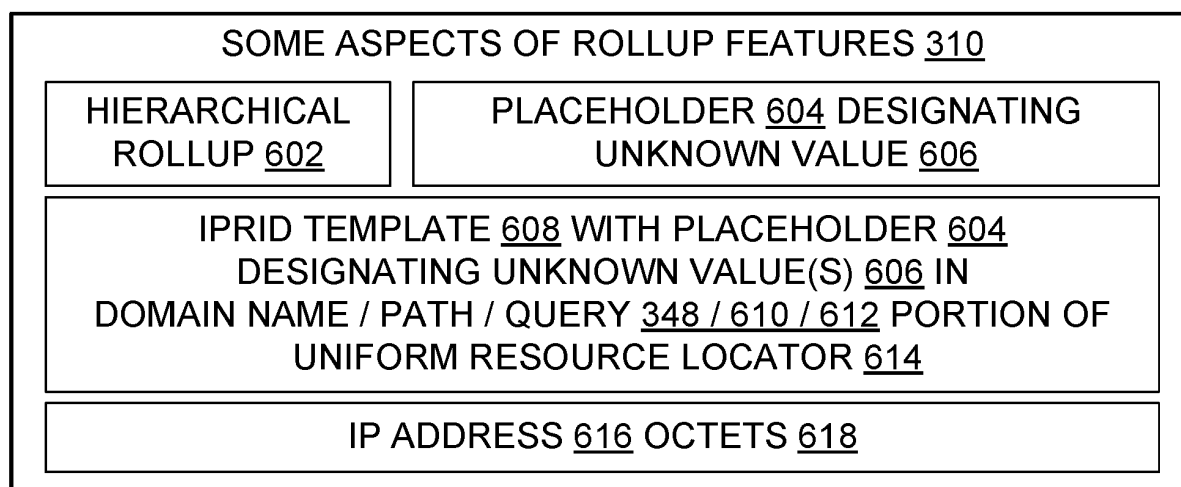 SOME ASPECTS OF ROLLUP FEATURES 310
HIERARCHICAL
ROLLUP 602
PLACEHOLDER 604 DESIGNATING
UNKNOWN VALUE 606
IPRID TEMPLATE 608 WITH PLACEHOLDER 604
DESIGNATING UNKNOWN VALUE(S) 606 IN
DOMAIN NAME / PATH / QUERY 348 / 610 / 612 PORTION OF
UNIFORM RESOURCE LOCATOR 614
IP ADDRESS 616 OCTETS 618